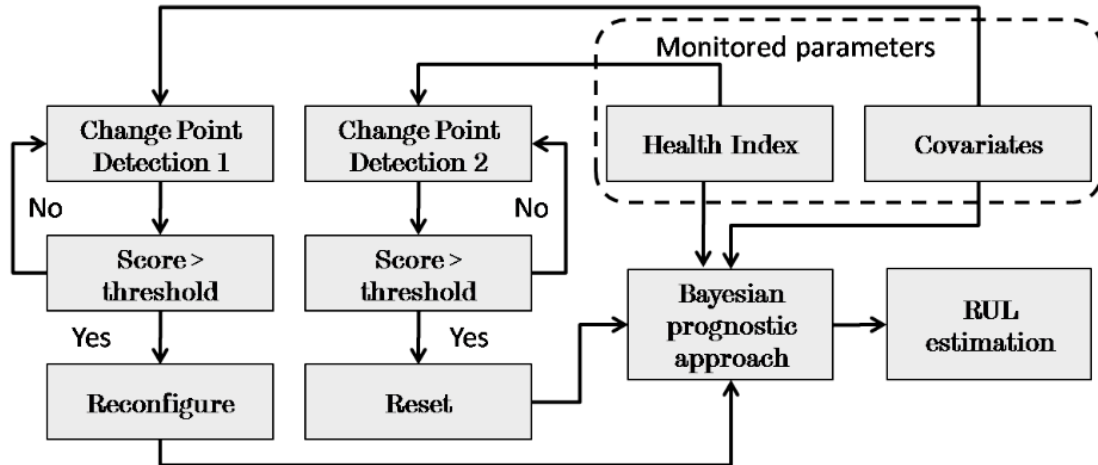 Monitored parameters
Change Point
Detection 1
Change Point
Detection 2
Health Index
Covariates
No
No
Score >
threshold
Score >
threshold
Bayesian
prognostic
approach
RUL
estimation
Yes
Yes
Reconfigure
Reset